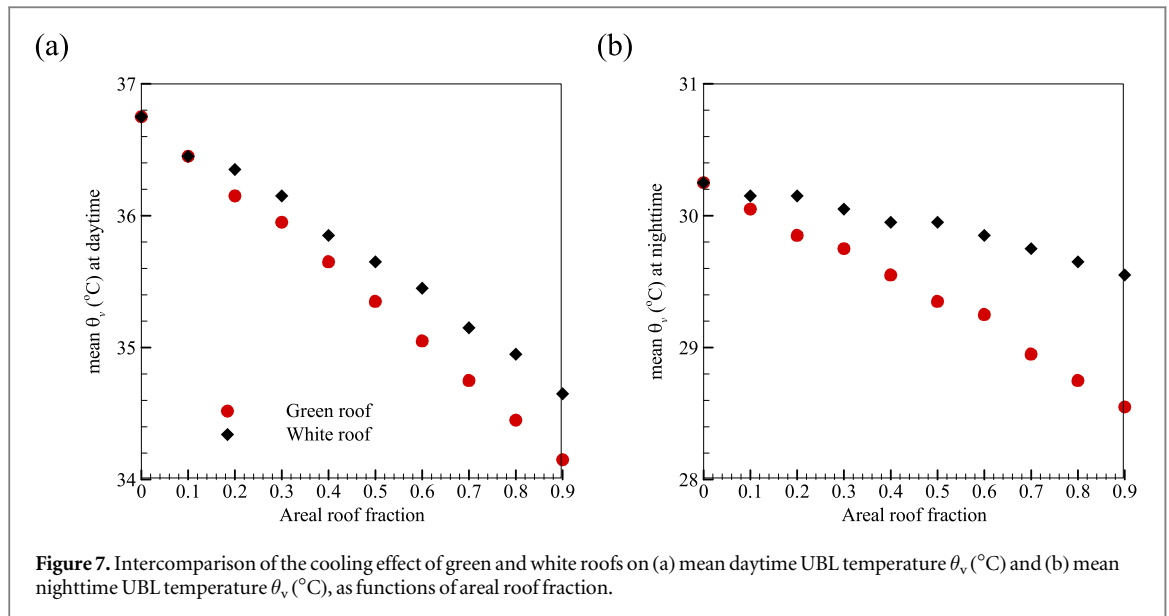 (a)
37
36
35
34
mean θv (°C) at daytime
Green roof
White roof
0 0.1 0.2 0.3 0.4 0.5 0.6 0.7 0.8 0.9
Areal roof fraction
(b)
31
30
29
28
mean θv (°C) at nighttime
0 0.1 0.2 0.3 0.4 0.5 0.6 0.7 0.8 0.9
Areal roof fraction
Figure 7. Intercomparison of the cooling effect of green and white roofs on (a) mean daytime UBL temperature θv (°C) and (b) mean
nighttime UBL temperature θv (°C), as functions of areal roof fraction.